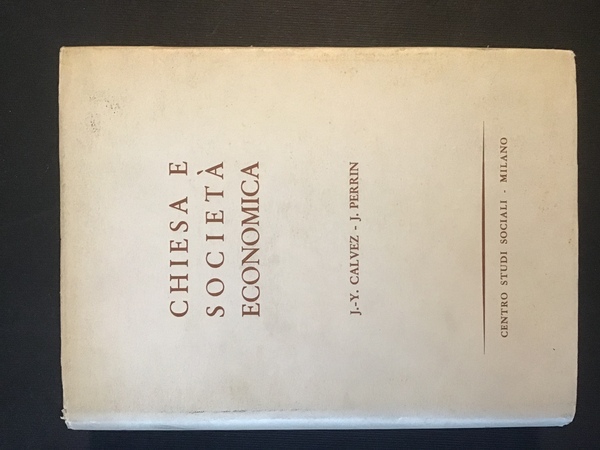 CHIESA E
SOCIETÀ
ECONOMICA
J.-Y. CALVEZ - J. PERRIN
CENTRO STUDI SOCIALI - MILANO